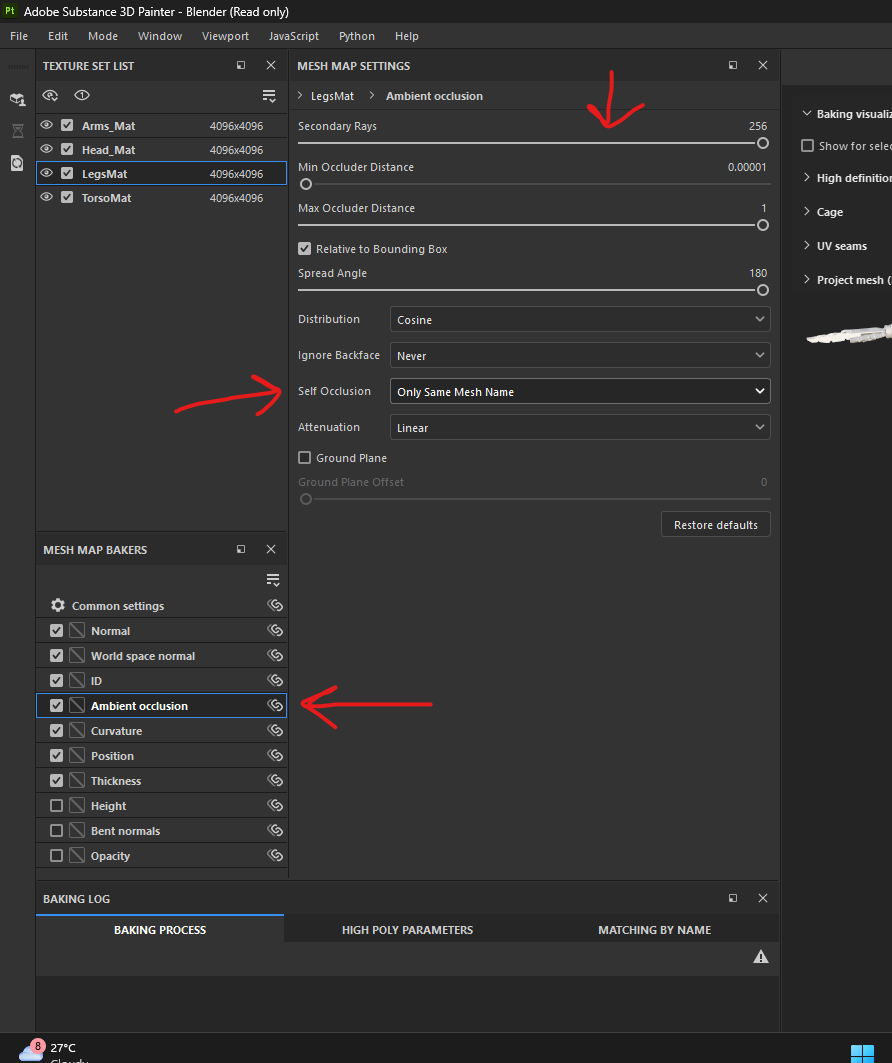 Pt Adobe Substance 3D Painter - Blender (Read only)
File Edit Mode Window Viewport JavaScript Python Help
TEXTURE SET LIST
1
Arms_Mat 4096x4096
Head_Mat 4096x4096
LegsMat 4096x4096
TorsoMat 4096x4096
MESH MAP SETTINGS
> LegsMat > Ambient occlusion
Secondary Rays 256
Min Occluder Distance 0.00001
Max Occluder Distance 1
Relative to Bounding Box
Spread Angle 180
Distribution Cosine
Ignore Backface Never
Self Occlusion Only Same Mesh Name
Attenuation Linear
Ground Plane
Ground Plane Offset 0
Restore defaults
Baking visualiz
Show for selec
High definition
Cage
UV seams
Project mesh (
MESH MAP BAKERS
Common settings
Normal
World space normal
ID
Ambient occlusion
Curvature
Position
Thickness
Height
Bent normals
Opacity
BAKING LOG
BAKING PROCESS HIGH POLY PARAMETERS MATCHING BY NAME
8
27°C
Cloudy